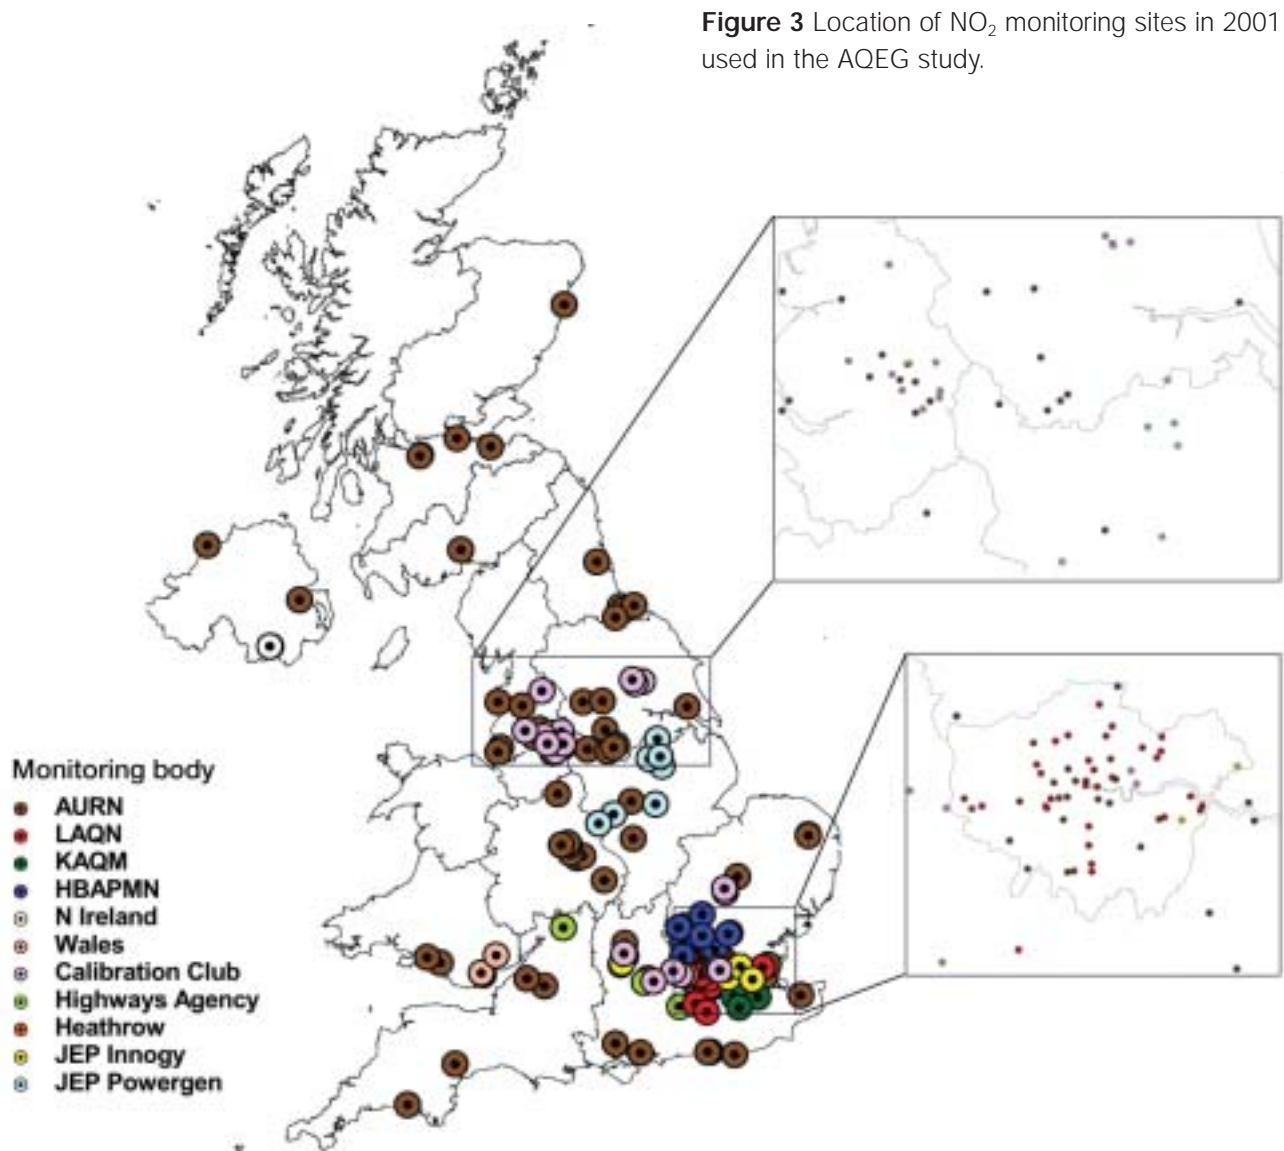 Figure 3 Location of NO₂ monitoring sites in 2001
used in the AQEG study.
Monitoring body
AURN
LAQN
KAQM
HBAPMN
N Ireland
Wales
Calibration Club
Highways Agency
Heathrow
JEP Innogy
JEP Powergen